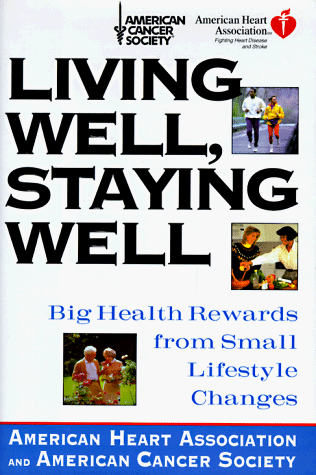 AMERICAN
CANCER
SOCIETY
American Heart
Association
Fighting Heart Disease
and Stroke
LIVING
WELL,
STAYING
WELL
Big Health Rewards
from Small
Lifestyle
Changes
AMERICAN HEART ASSOCIATION
AND AMERICAN CANCER SOCIETY